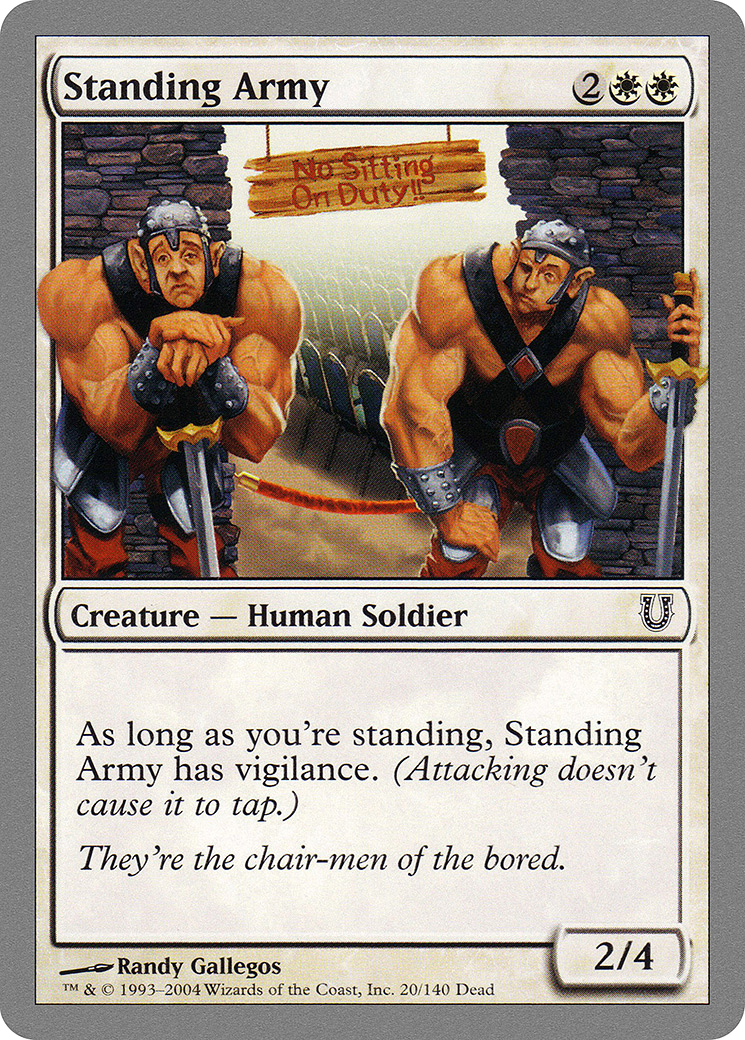 Standing Army
2
No Sitting
On Duty!!
Creature — Human Soldier
As long as you're standing, Standing
Army has vigilance. (Attacking doesn't
cause it to tap.)
They're the chair-men of the bored.
2/4
Randy Gallegos
™ & © 1993–2004 Wizards of the Coast, Inc. 20/140 Dead